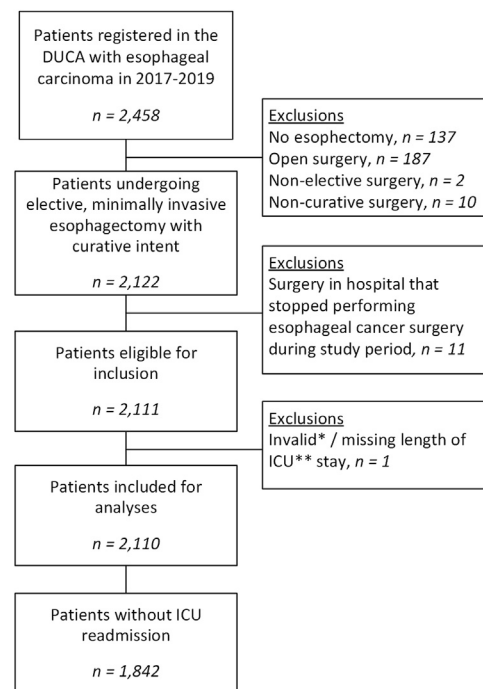 Patients registered in the
DUCA with esophageal
carcinoma in 2017-2019
n = 2,458
Exclusions
No esophectomy, n = 137
Open surgery, n = 187
Non-elective surgery, n = 2
Non-curative surgery, n = 10
Patients undergoing
elective, minimally invasive
esophagectomy with
curative intent
n = 2,122
Exclusions
Surgery in hospital that
stopped performing
esophageal cancer surgery
during study period, n = 11
Patients eligible for
inclusion
n = 2,111
Exclusions
Invalid* / missing length of
ICU** stay, n = 1
Patients included for
analyses
n = 2,110
Patients without ICU
readmission
n = 1,842